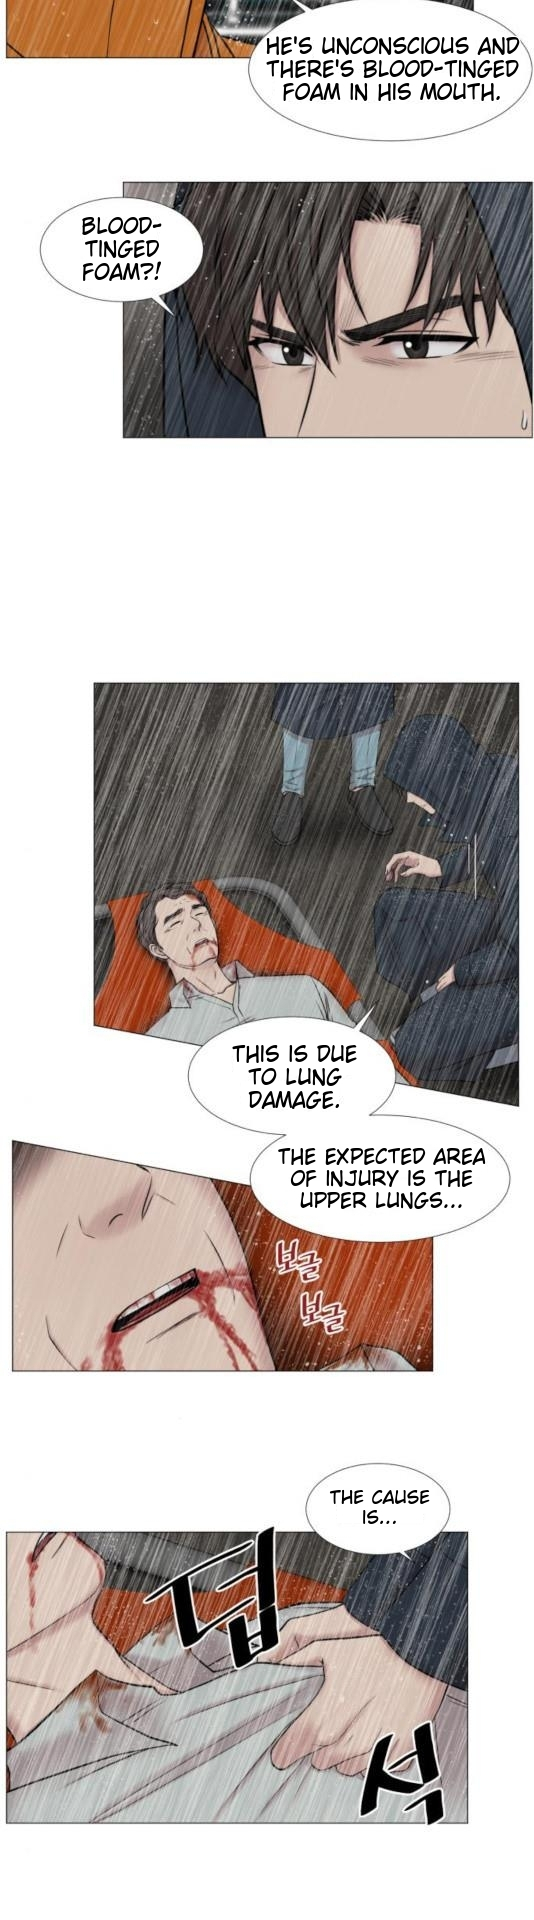 HE'S UNCONSCIOUS AND
THERE'S BLOOD-TINGED
FOAM IN HIS MOUTH.
BLOOD-
TINGED
FOAM?!
THIS IS DUE
TO LUNG
DAMAGE.
THE EXPECTED AREA
OF INJURY IS THE
UPPER LUNGS...
보글
보글
THE CAUSE
IS...
덥
석